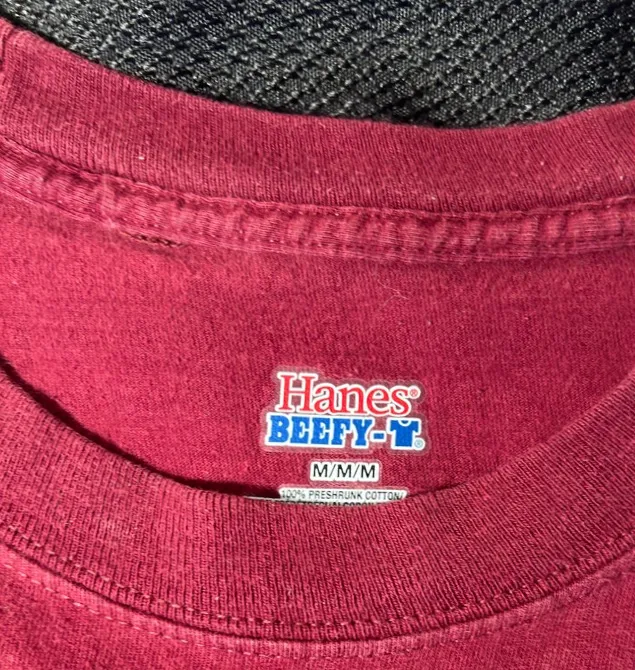 Hanes®
BEEFY-T®
M/M/M
100% PRESHRUNK COTTON/